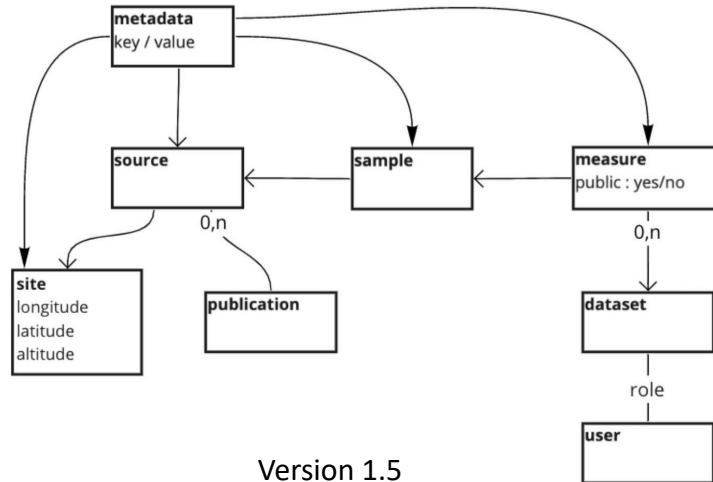 metadata
key / value
source
sample
measure
public : yes/no
0,n
0,n
site
longitude
latitude
altitude
publication
dataset
role
user
Version 1.5